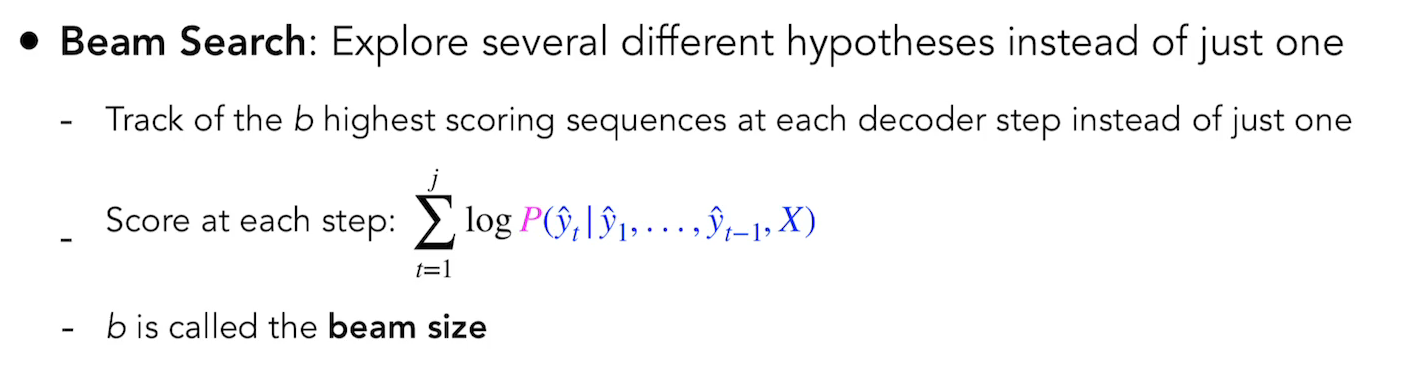 ● Beam Search: Explore several different hypotheses instead of just one
- Track of the b highest scoring sequences at each decoder step instead of just one
- Score at each step: $\sum_{t=1}^{j} \log P(\hat{y}_t | \hat{y}_1, . . . , \hat{y}_{t-1}, X)$
- b is called the beam size